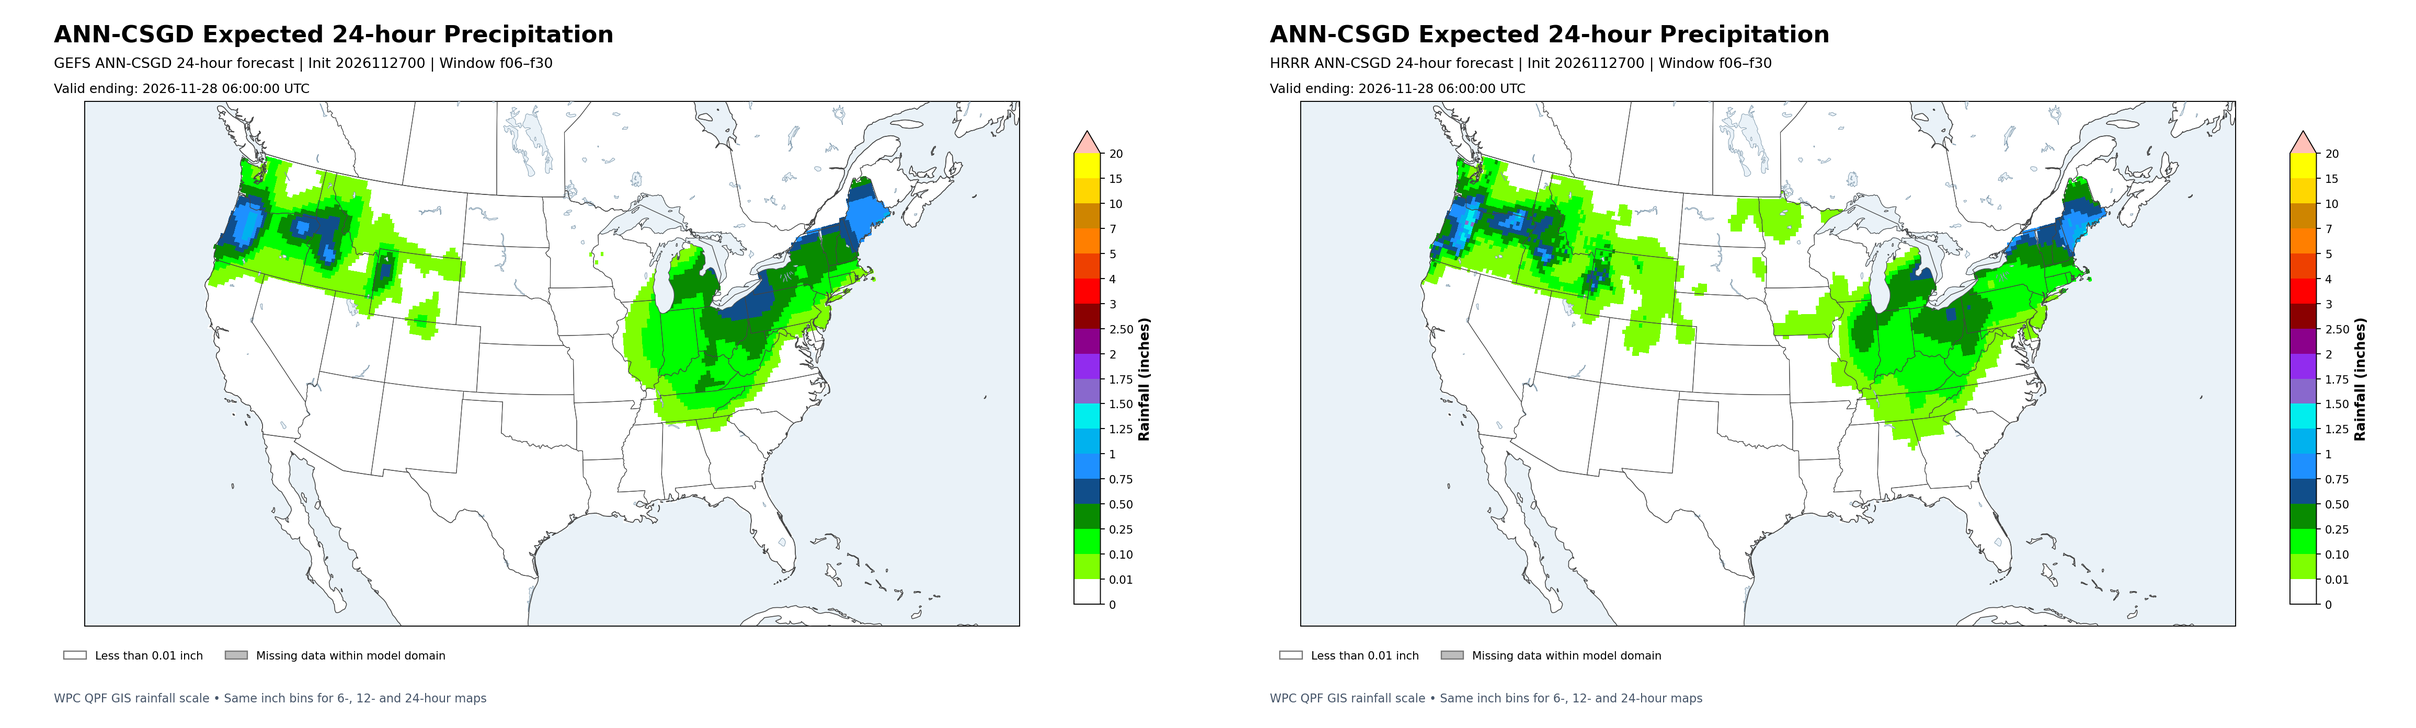 ANN-CSGD Expected 24-hour Precipitation
GEFS ANN-CSGD 24-hour forecast | Init 2026112700 | Window f06–f30
Valid ending: 2026-11-28 06:00:00 UTC
20
15
10
7
5
4
3
2.50
2
1.75
1.50
1.25
1
0.75
0.50
0.25
0.10
0.01
0
Rainfall (inches)
Less than 0.01 inch
Missing data within model domain
WPC QPF GIS rainfall scale • Same inch bins for 6-, 12- and 24-hour maps
ANN-CSGD Expected 24-hour Precipitation
HRRR ANN-CSGD 24-hour forecast | Init 2026112700 | Window f06–f30
Valid ending: 2026-11-28 06:00:00 UTC
20
15
10
7
5
4
3
2.50
2
1.75
1.50
1.25
1
0.75
0.50
0.25
0.10
0.01
0
Rainfall (inches)
Less than 0.01 inch
Missing data within model domain
WPC QPF GIS rainfall scale • Same inch bins for 6-, 12- and 24-hour maps